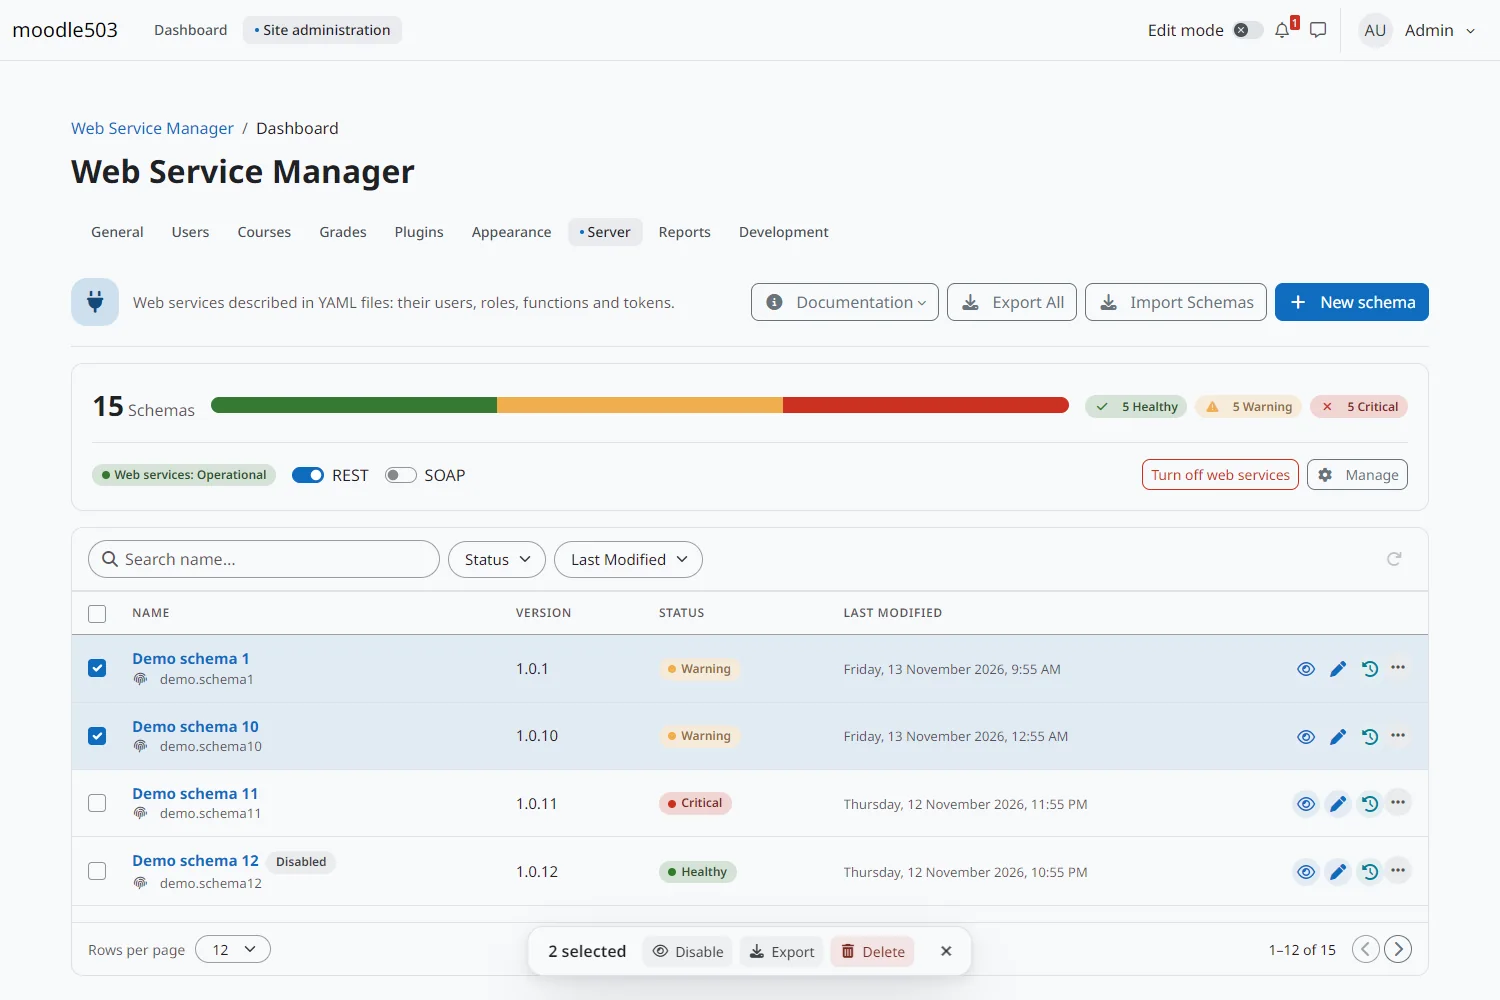 moodle503
Dashboard
Site administration
Edit mode
1
AU
Admin
Web Service Manager / Dashboard
Web Service Manager
General
Users
Courses
Grades
Plugins
Appearance
Server
Reports
Development
Web services described in YAML files: their users, roles, functions and tokens.
Documentation
Export All
Import Schemas
New schema
15 Schemas
5 Healthy
5 Warning
5 Critical
Web services: Operational
REST
SOAP
Turn off web services
Manage
Search name...
Status
Last Modified
NAME
VERSION
STATUS
LAST MODIFIED
Demo schema 1
demo.schema1
1.0.1
Warning
Friday, 13 November 2026, 9:55 AM
Demo schema 10
demo.schema10
1.0.10
Warning
Friday, 13 November 2026, 12:55 AM
Demo schema 11
demo.schema11
1.0.11
Critical
Thursday, 12 November 2026, 11:55 PM
Demo schema 12
Disabled
demo.schema12
1.0.12
Healthy
Thursday, 12 November 2026, 10:55 PM
Rows per page
12
2 selected
Disable
Export
Delete
1–12 of 15